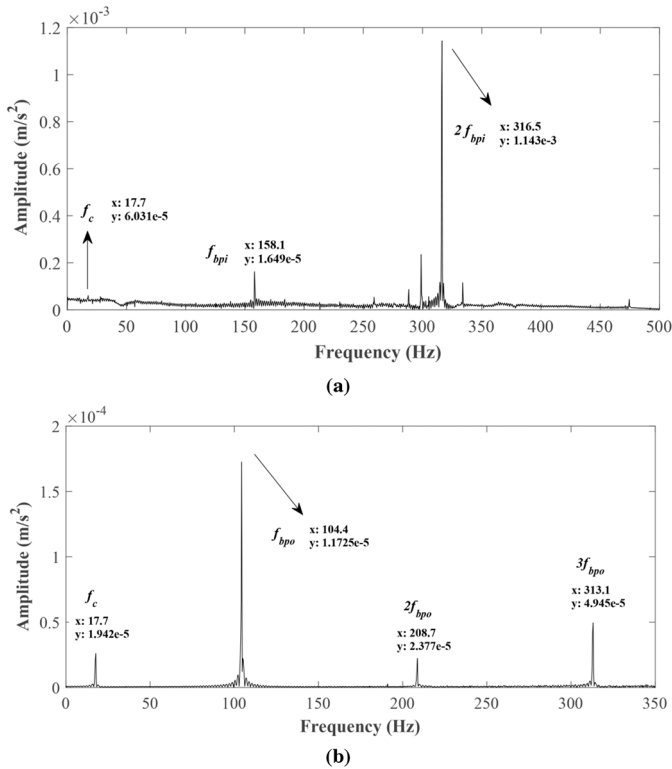 ×10⁻³
1.2
1
0.8
0.6
0.4
0.2
0
Amplitude (m/s²)
f_c
x: 17.7
y: 6.031e-5
f_bpi
x: 158.1
y: 1.649e-5
2 f_bpi
x: 316.5
y: 1.143e-3
0 50 100 150 200 250 300 350 400 450 500
Frequency (Hz)
(a)
×10⁻⁴
2
1.5
1
0.5
0
Amplitude (m/s²)
f_c
x: 17.7
y: 1.942e-5
f_bpo
x: 104.4
y: 1.1725e-5
2f_bpo
x: 208.7
y: 2.377e-5
3f_bpo
x: 313.1
y: 4.945e-5
0 50 100 150 200 250 300 350
Frequency (Hz)
(b)